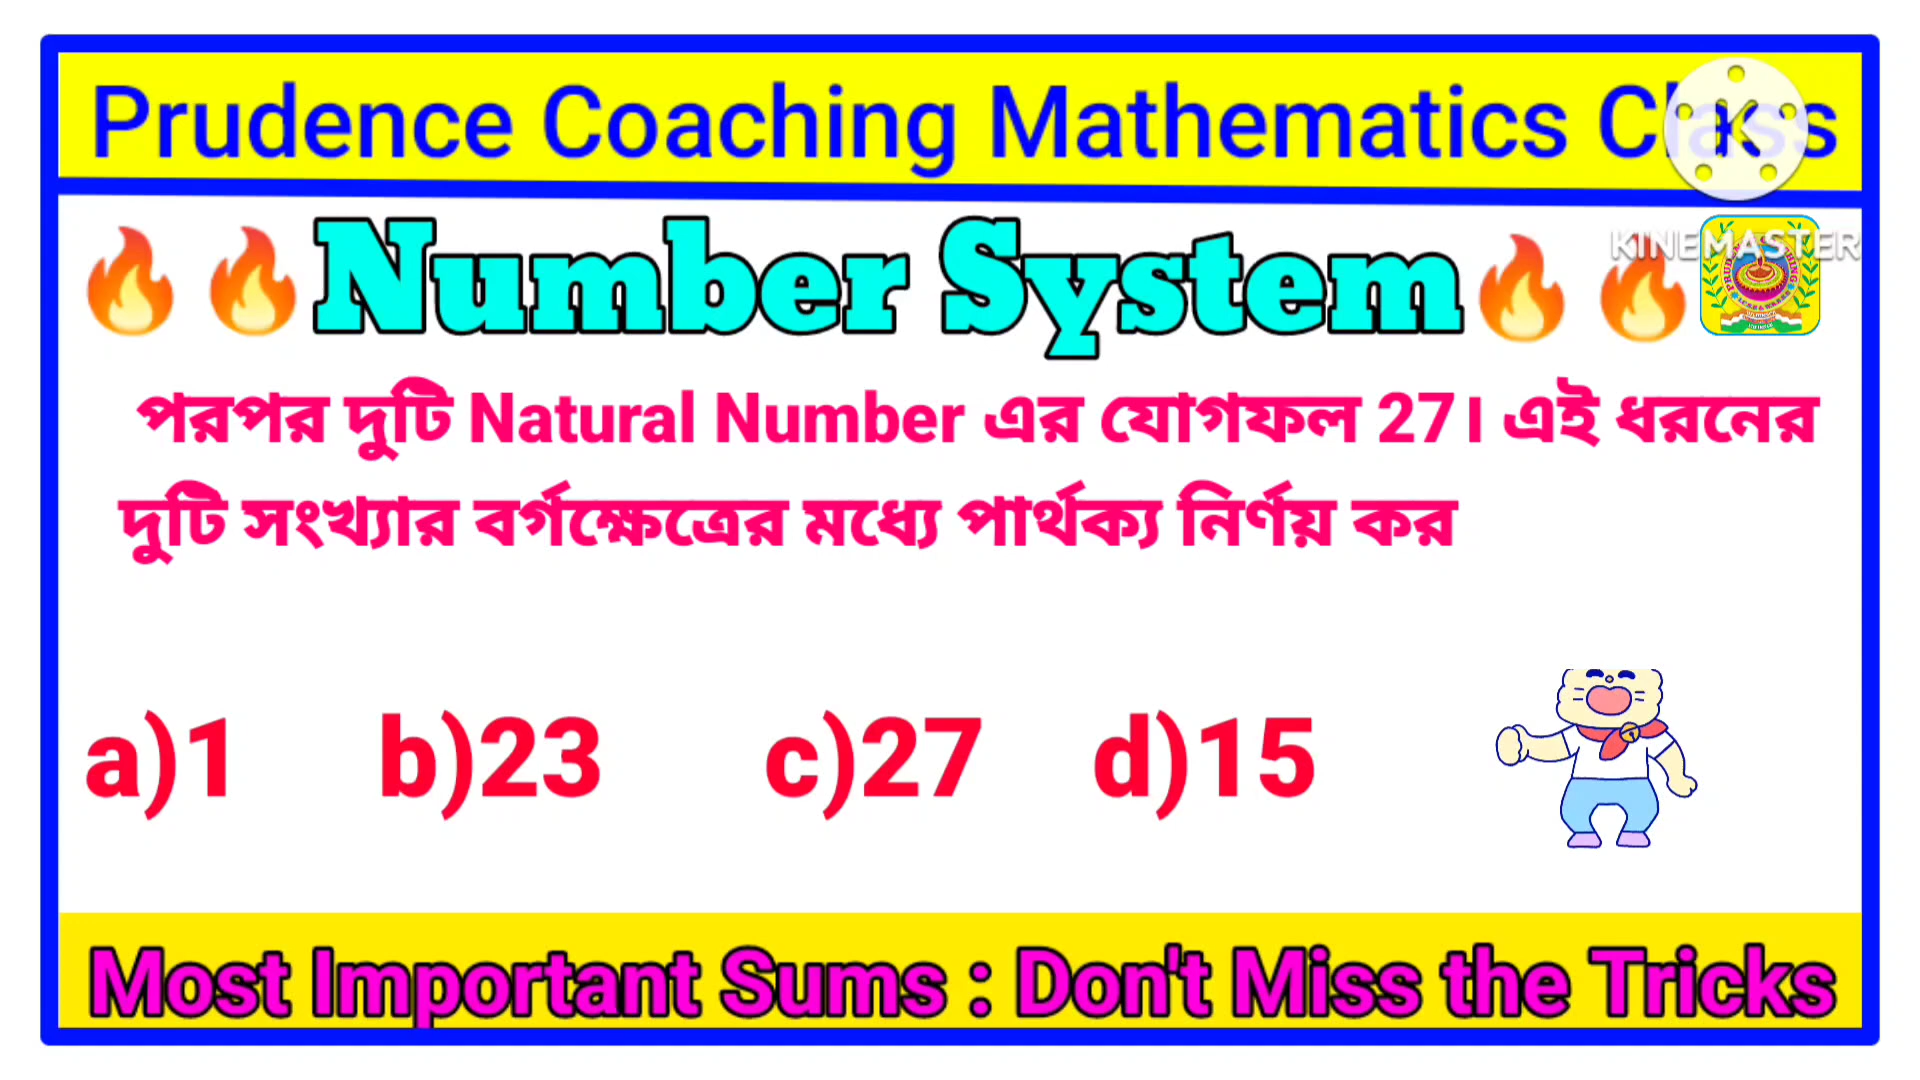 Prudence Coaching Mathematics Class
Number System
KINEMASTER
পরপর দুটি Natural Number এর যোগফল 27। এই ধরনের
দুটি সংখ্যার বর্গক্ষেত্রের মধ্যে পার্থক্য নির্ণয় কর
a)1 b)23 c)27 d)15
Most Important Sums : Don't Miss the Tricks